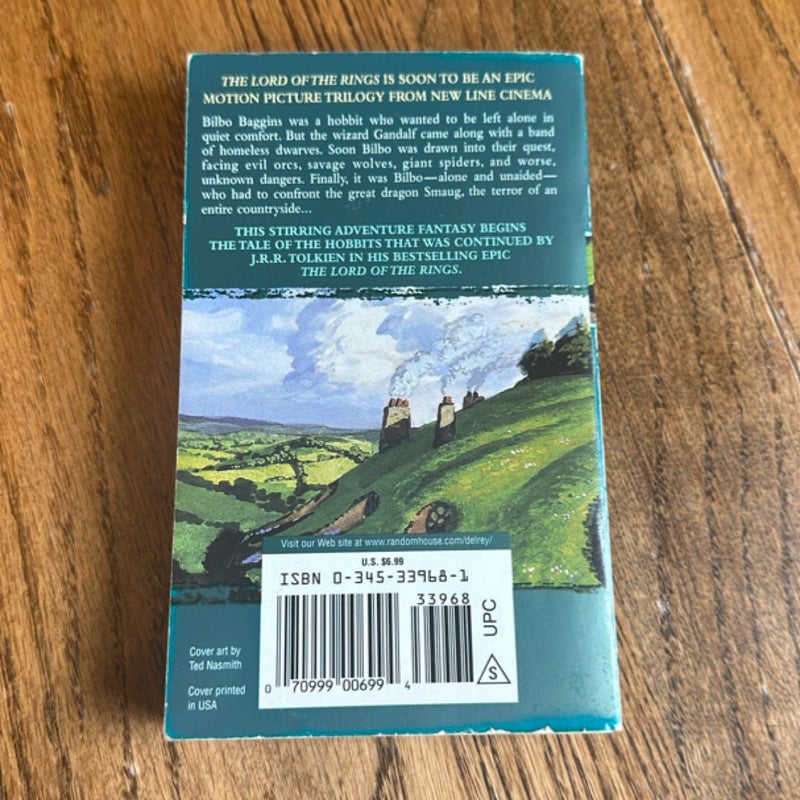 THE LORD OF THE RINGS IS SOON TO BE AN EPIC
MOTION PICTURE TRILOGY FROM NEW LINE CINEMA
Bilbo Baggins was a hobbit who wanted to be left alone in
quiet comfort. But the wizard Gandalf came along with a band
of homeless dwarves. Soon Bilbo was drawn into their quest,
facing evil orcs, savage wolves, giant spiders, and worse,
unknown dangers. Finally, it was Bilbo—alone and unaided—
who had to confront the great dragon Smaug, the terror of an
entire countryside...
THIS STIRRING ADVENTURE FANTASY BEGINS
THE TALE OF THE HOBBITS THAT WAS CONTINUED BY
J.R.R. TOLKIEN IN HIS BESTSELLING EPIC
THE LORD OF THE RINGS.
Visit our Web site at www.randomhouse.com/delrey/
U.S. $6.99
ISBN 0-345-33968-1
33968
UPC
S
0 70999 00699 4
Cover art by
Ted Nasmith
Cover printed
in USA